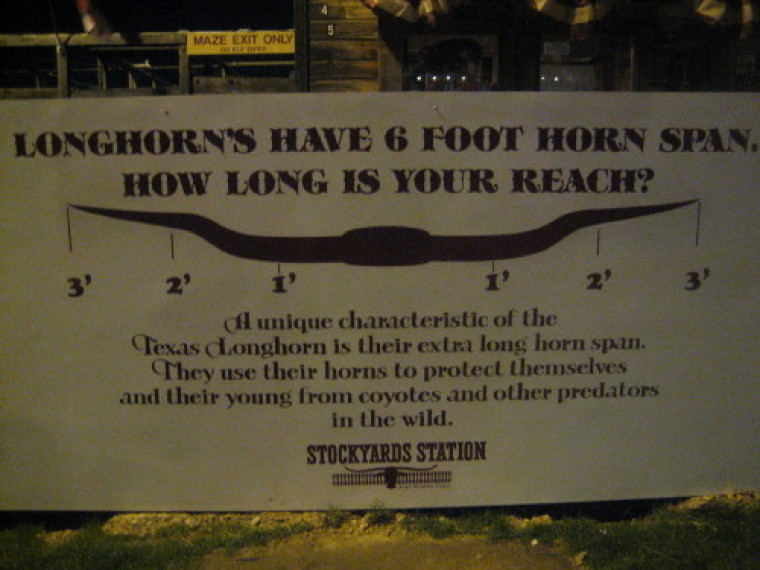 4
5
MAZE EXIT ONLY
LONGHORN'S HAVE 6 FOOT HORN SPAN.
HOW LONG IS YOUR REACH?
3' 2' 1' 1' 2' 3'
A unique characteristic of the
Texas Longhorn is their extra long horn span.
They use their horns to protect themselves
and their young from coyotes and other predators
in the wild.
STOCKYARDS STATION